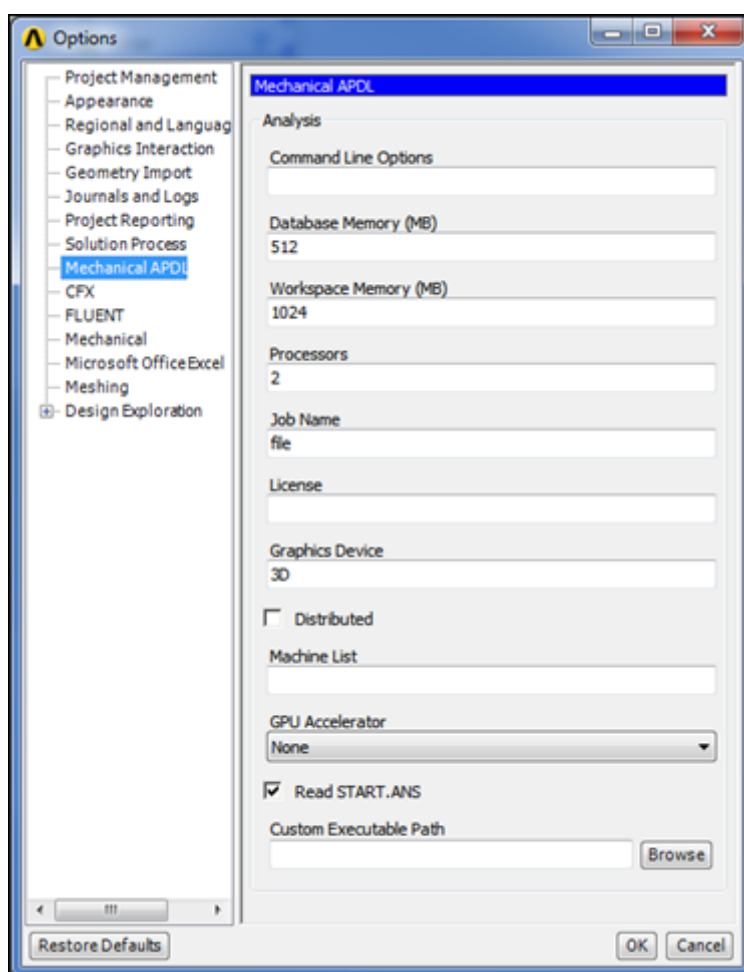 Options
Project Management
Appearance
Regional and Languag
Graphics Interaction
Geometry Import
Journals and Logs
Project Reporting
Solution Process
Mechanical APDL
CFX
FLUENT
Mechanical
Microsoft Office Excel
Meshing
Design Exploration
Mechanical APDL
Analysis
Command Line Options
Database Memory (MB)
512
Workspace Memory (MB)
1024
Processors
2
Job Name
file
License
Graphics Device
3D
Distributed
Machine List
GPU Accelerator
None
Read START.ANS
Custom Executable Path
Browse
Restore Defaults
OK
Cancel